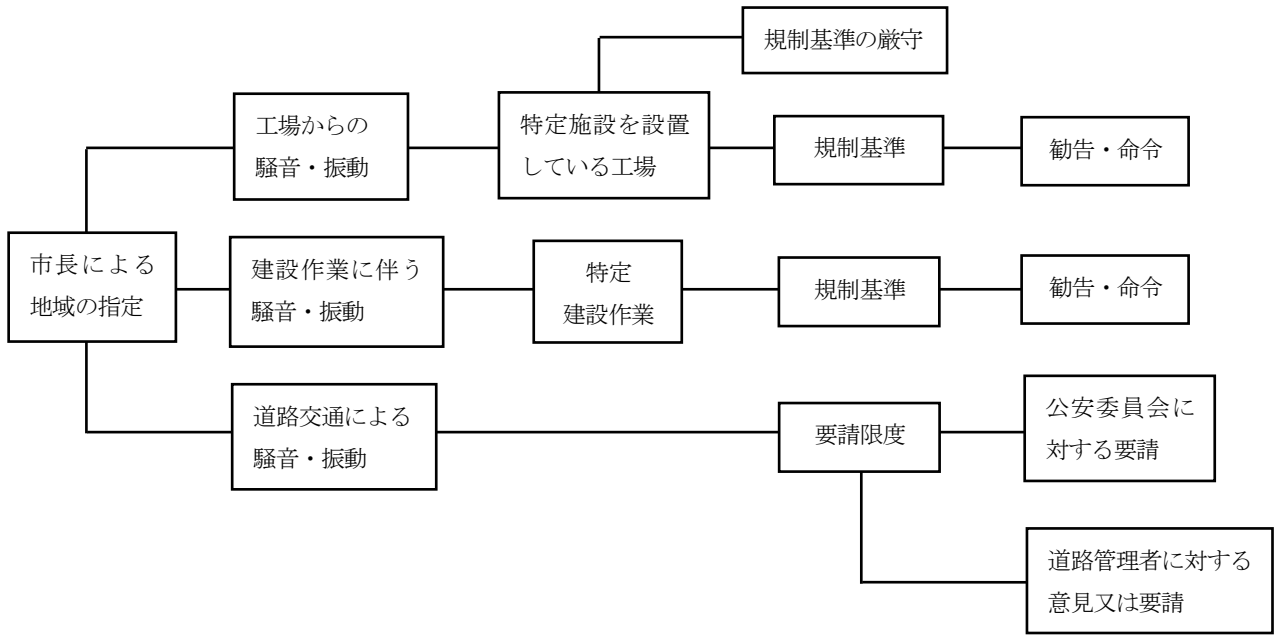 規制基準の厳守
工場からの
騒音・振動
特定施設を設置
している工場
規制基準
勧告・命令
市長による
地域の指定
建設作業に伴う
騒音・振動
特定
建設作業
規制基準
勧告・命令
道路交通による
騒音・振動
要請限度
公安委員会に
対する要請
道路管理者に対する
意見又は要請